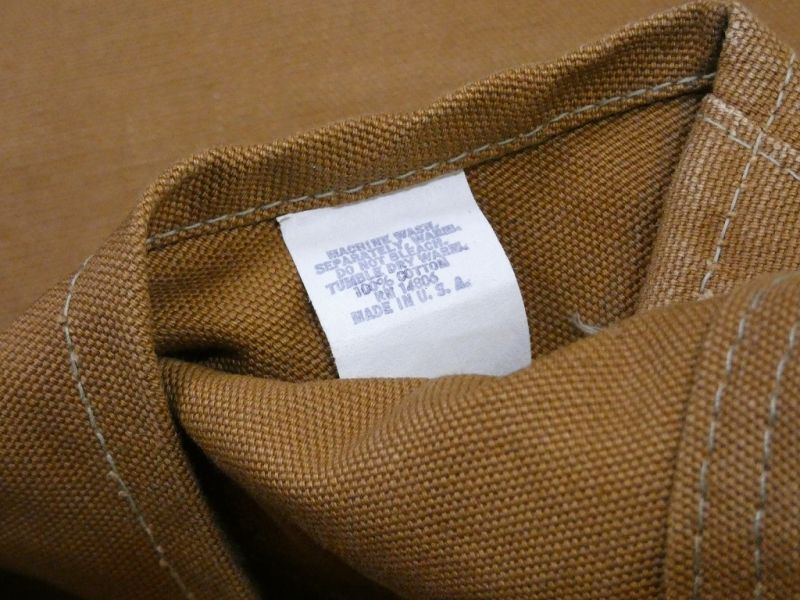 MACHINE WASH
SEPARATELY, WARM.
DO NOT BLEACH.
TUMBLE DRY WARM.
100% COTTON
RN 14806
MADE IN U. S. A.